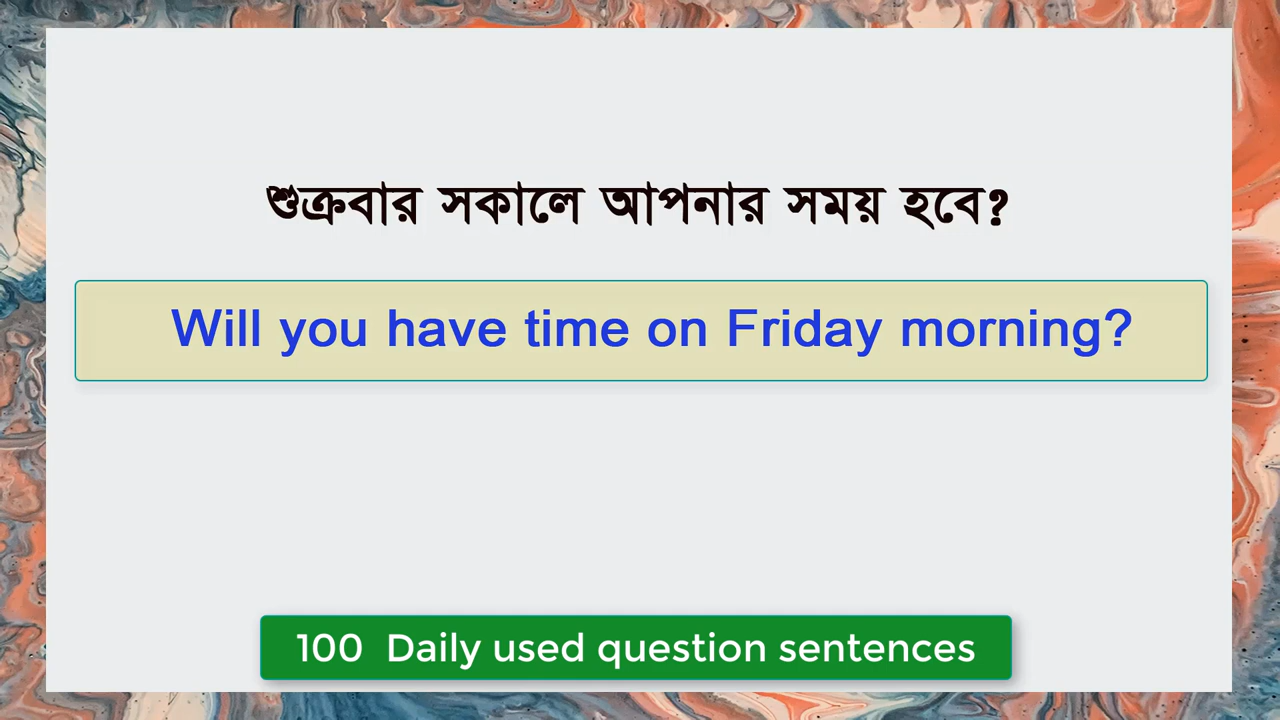 শুক্রবার সকালে আপনার সময় হবে?
Will you have time on Friday morning?
100 Daily used question sentences